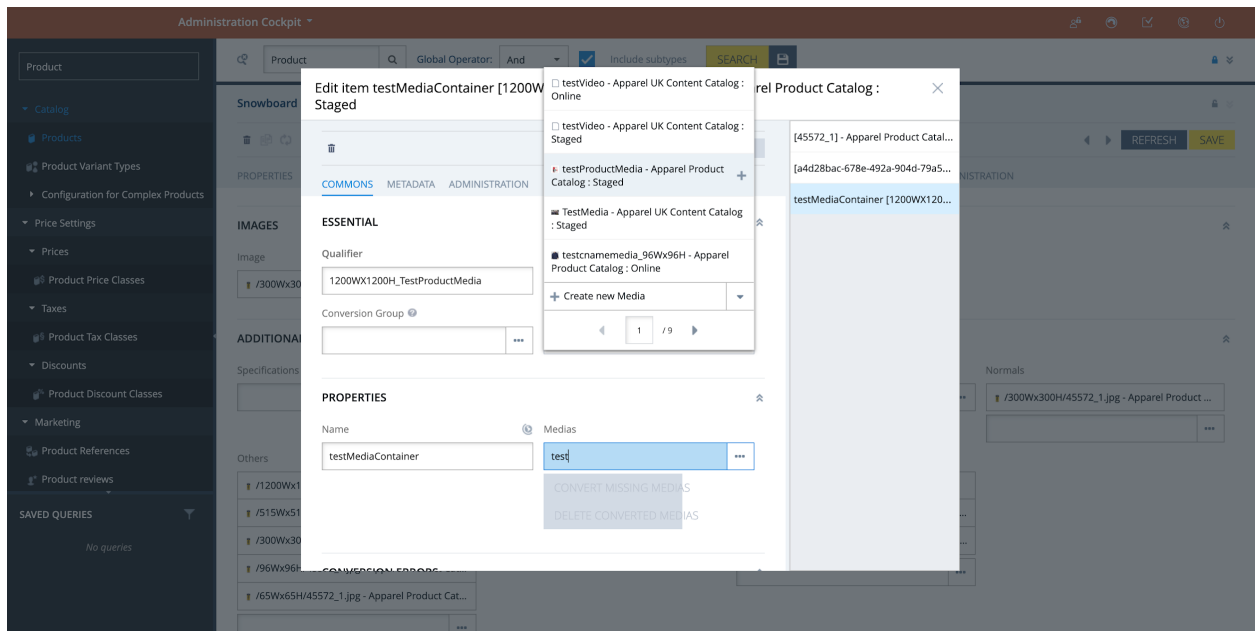 Administration Cockpit
Product
Catalog
Products
Product Variant Types
Configuration for Complex Products
Price Settings
Prices
Product Price Classes
Taxes
Product Tax Classes
Discounts
Product Discount Classes
Marketing
Product References
Product reviews
SAVED QUERIES
No queries
Product
Global Operator:
And
Include subtypes
SEARCH
Snowboard
REFRESH
SAVE
PROPERTIES
IMAGES
Image
/300Wx30
ADDITIONAL
Specifications
Others
/1200Wx1
/515Wx51
/300Wx30
/96Wx96H
/65Wx65H/45572_1.jpg - Apparel Product Cat...
Normals
/300Wx300H/45572_1.jpg - Apparel Product ...
Edit item testMediaContainer [1200W
rel Product Catalog :
Staged
COMMONS
METADATA
ADMINISTRATION
ESSENTIAL
Qualifier
1200WX1200H_TestProductMedia
Conversion Group
PROPERTIES
Name
testMediaContainer
Medias
test
CONVERT MISSING MEDIAS
DELETE CONVERTED MEDIAS
CONVERSION ERRORS
testVideo - Apparel UK Content Catalog :
Online
testVideo - Apparel UK Content Catalog :
Staged
testProductMedia - Apparel Product
Catalog : Staged
TestMedia - Apparel UK Content Catalog
: Staged
testcnamemedia_96Wx96H - Apparel
Product Catalog : Online
Create new Media
1 /9
[45572_1] - Apparel Product Catal...
[a4d28bac-678e-492a-904d-79a5...
testMediaContainer [1200WX120...